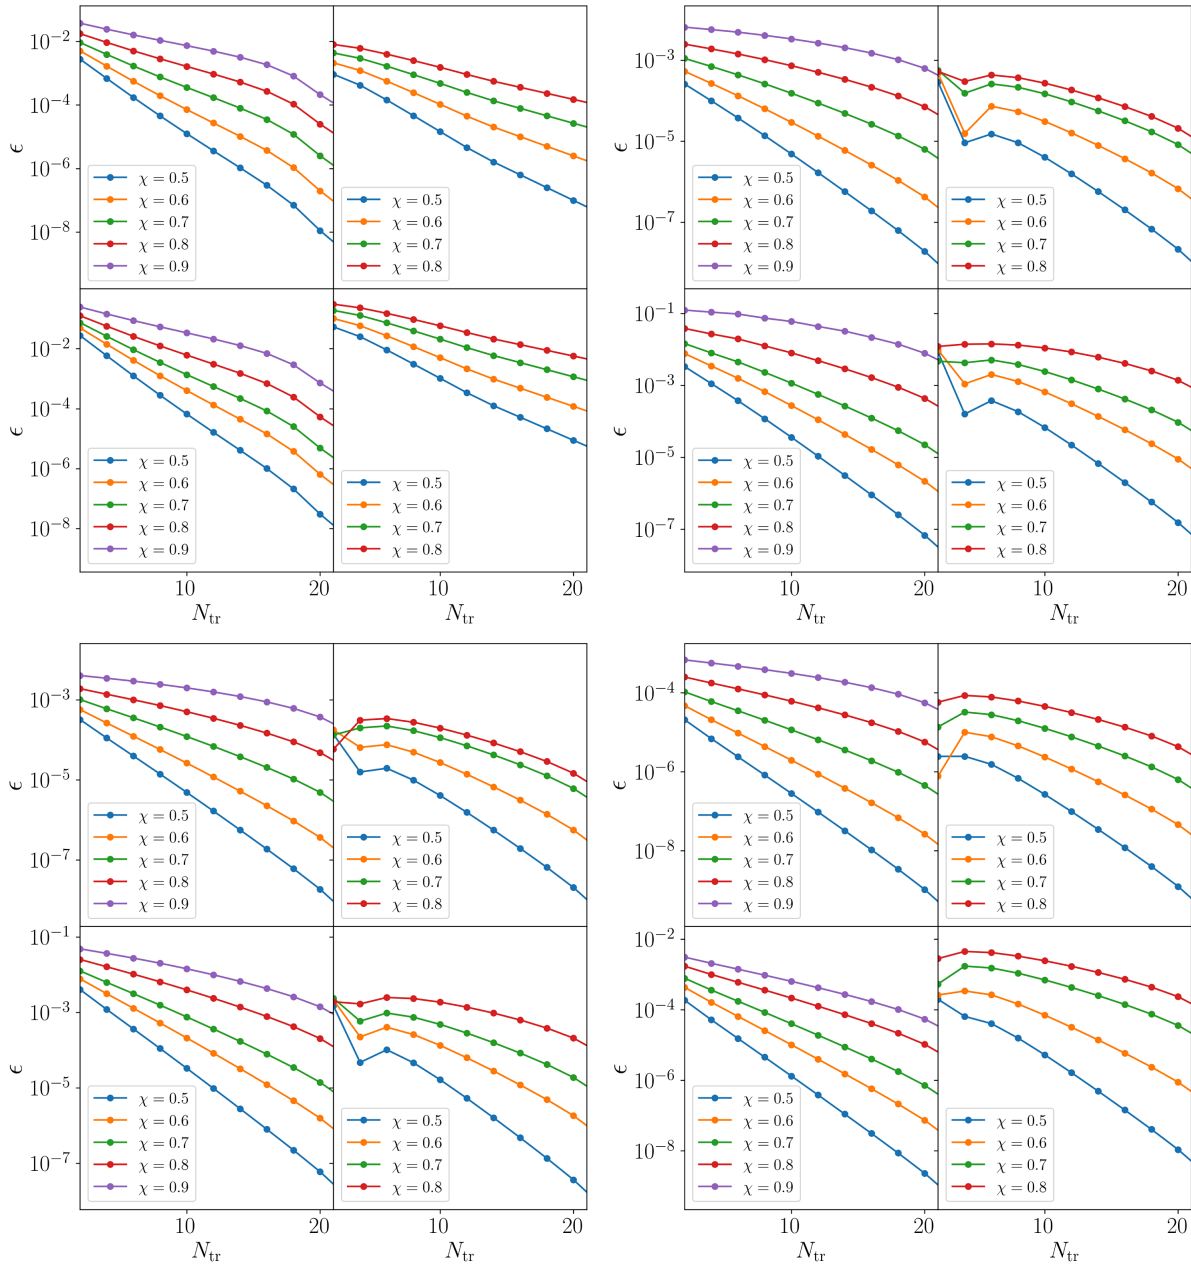 10⁻²
10⁻⁴
10⁻⁶
10⁻⁸
ϵ
χ = 0.5
χ = 0.6
χ = 0.7
χ = 0.8
χ = 0.9
χ = 0.5
χ = 0.6
χ = 0.7
χ = 0.8
10⁻²
10⁻⁴
10⁻⁶
10⁻⁸
ϵ
χ = 0.5
χ = 0.6
χ = 0.7
χ = 0.8
χ = 0.9
χ = 0.5
χ = 0.6
χ = 0.7
χ = 0.8
10 20 10 20
N_tr N_tr
10⁻³
10⁻⁵
10⁻⁷
ϵ
χ = 0.5
χ = 0.6
χ = 0.7
χ = 0.8
χ = 0.9
χ = 0.5
χ = 0.6
χ = 0.7
χ = 0.8
10⁻¹
10⁻³
10⁻⁵
10⁻⁷
ϵ
χ = 0.5
χ = 0.6
χ = 0.7
χ = 0.8
χ = 0.9
χ = 0.5
χ = 0.6
χ = 0.7
χ = 0.8
10 20 10 20
N_tr N_tr
10⁻³
10⁻⁵
10⁻⁷
ϵ
χ = 0.5
χ = 0.6
χ = 0.7
χ = 0.8
χ = 0.9
χ = 0.5
χ = 0.6
χ = 0.7
χ = 0.8
10⁻¹
10⁻³
10⁻⁵
10⁻⁷
ϵ
χ = 0.5
χ = 0.6
χ = 0.7
χ = 0.8
χ = 0.9
χ = 0.5
χ = 0.6
χ = 0.7
χ = 0.8
10 20 10 20
N_tr N_tr
10⁻⁴
10⁻⁶
10⁻⁸
ϵ
χ = 0.5
χ = 0.6
χ = 0.7
χ = 0.8
χ = 0.9
χ = 0.5
χ = 0.6
χ = 0.7
χ = 0.8
10⁻²
10⁻⁴
10⁻⁶
10⁻⁸
ϵ
χ = 0.5
χ = 0.6
χ = 0.7
χ = 0.8
χ = 0.9
χ = 0.5
χ = 0.6
χ = 0.7
χ = 0.8
10 20 10 20
N_tr N_tr